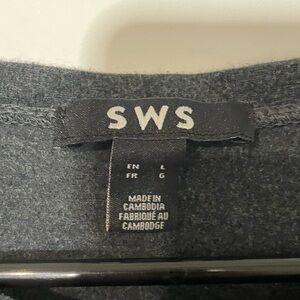 SWS
EN L
FR G
MADE IN
CAMBODIA
FABRIQUÉ AU
CAMBODGE